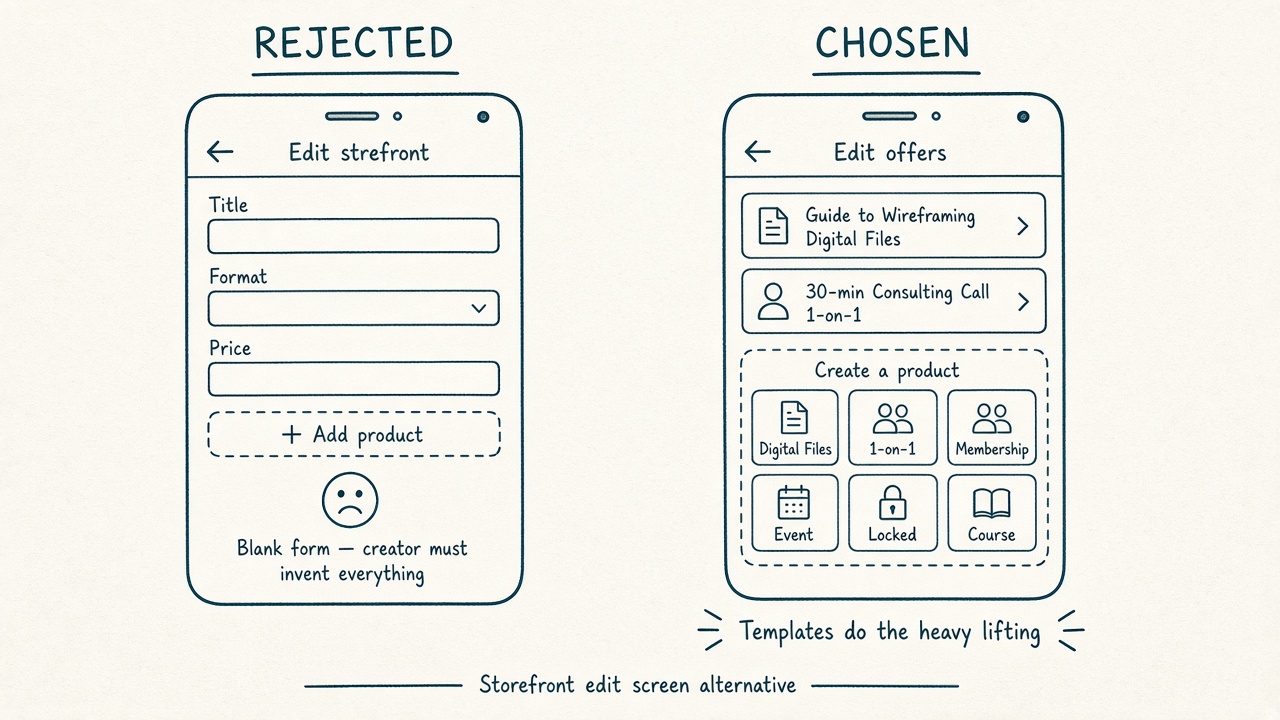 REJECTED
Edit strefront
Title
Format
Price
+ Add product
Blank form — creator must
invent everything
CHOSEN
Edit offers
Guide to Wireframing
Digital Files
30-min Consulting Call
1-on-1
Create a product
Digital Files
1-on-1
Membership
Event
Locked
Course
Templates do the heavy lifting
Storefront edit screen alternative